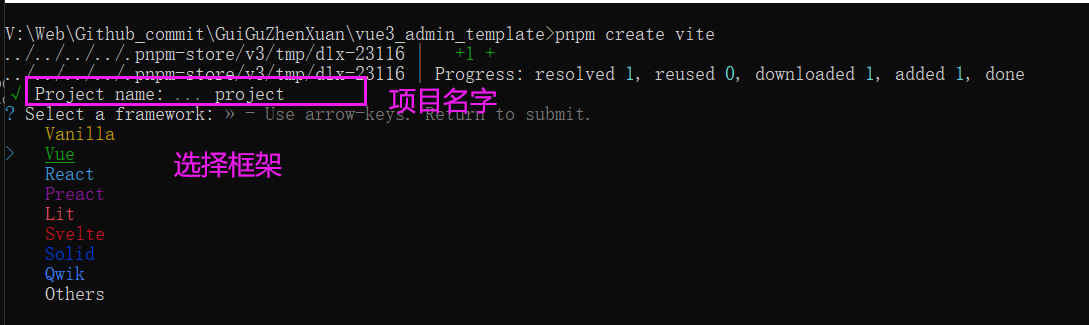 V:\Web\Github_commit\GuiGuZhenXuan\vue3_admin_template>pnpm create vite
../../../../.pnpm-store/v3/tmp/dlx-23116 | +1 +
../../../../.pnpm-store/v3/tmp/dlx-23116 | Progress: resolved 1, reused 0, downloaded 1, added 1, done
√ Project name: ... project
项目名字
? Select a framework: » - Use arrow-keys. Return to submit.
Vanilla
> Vue
选择框架
React
Preact
Lit
Svelte
Solid
Qwik
Others